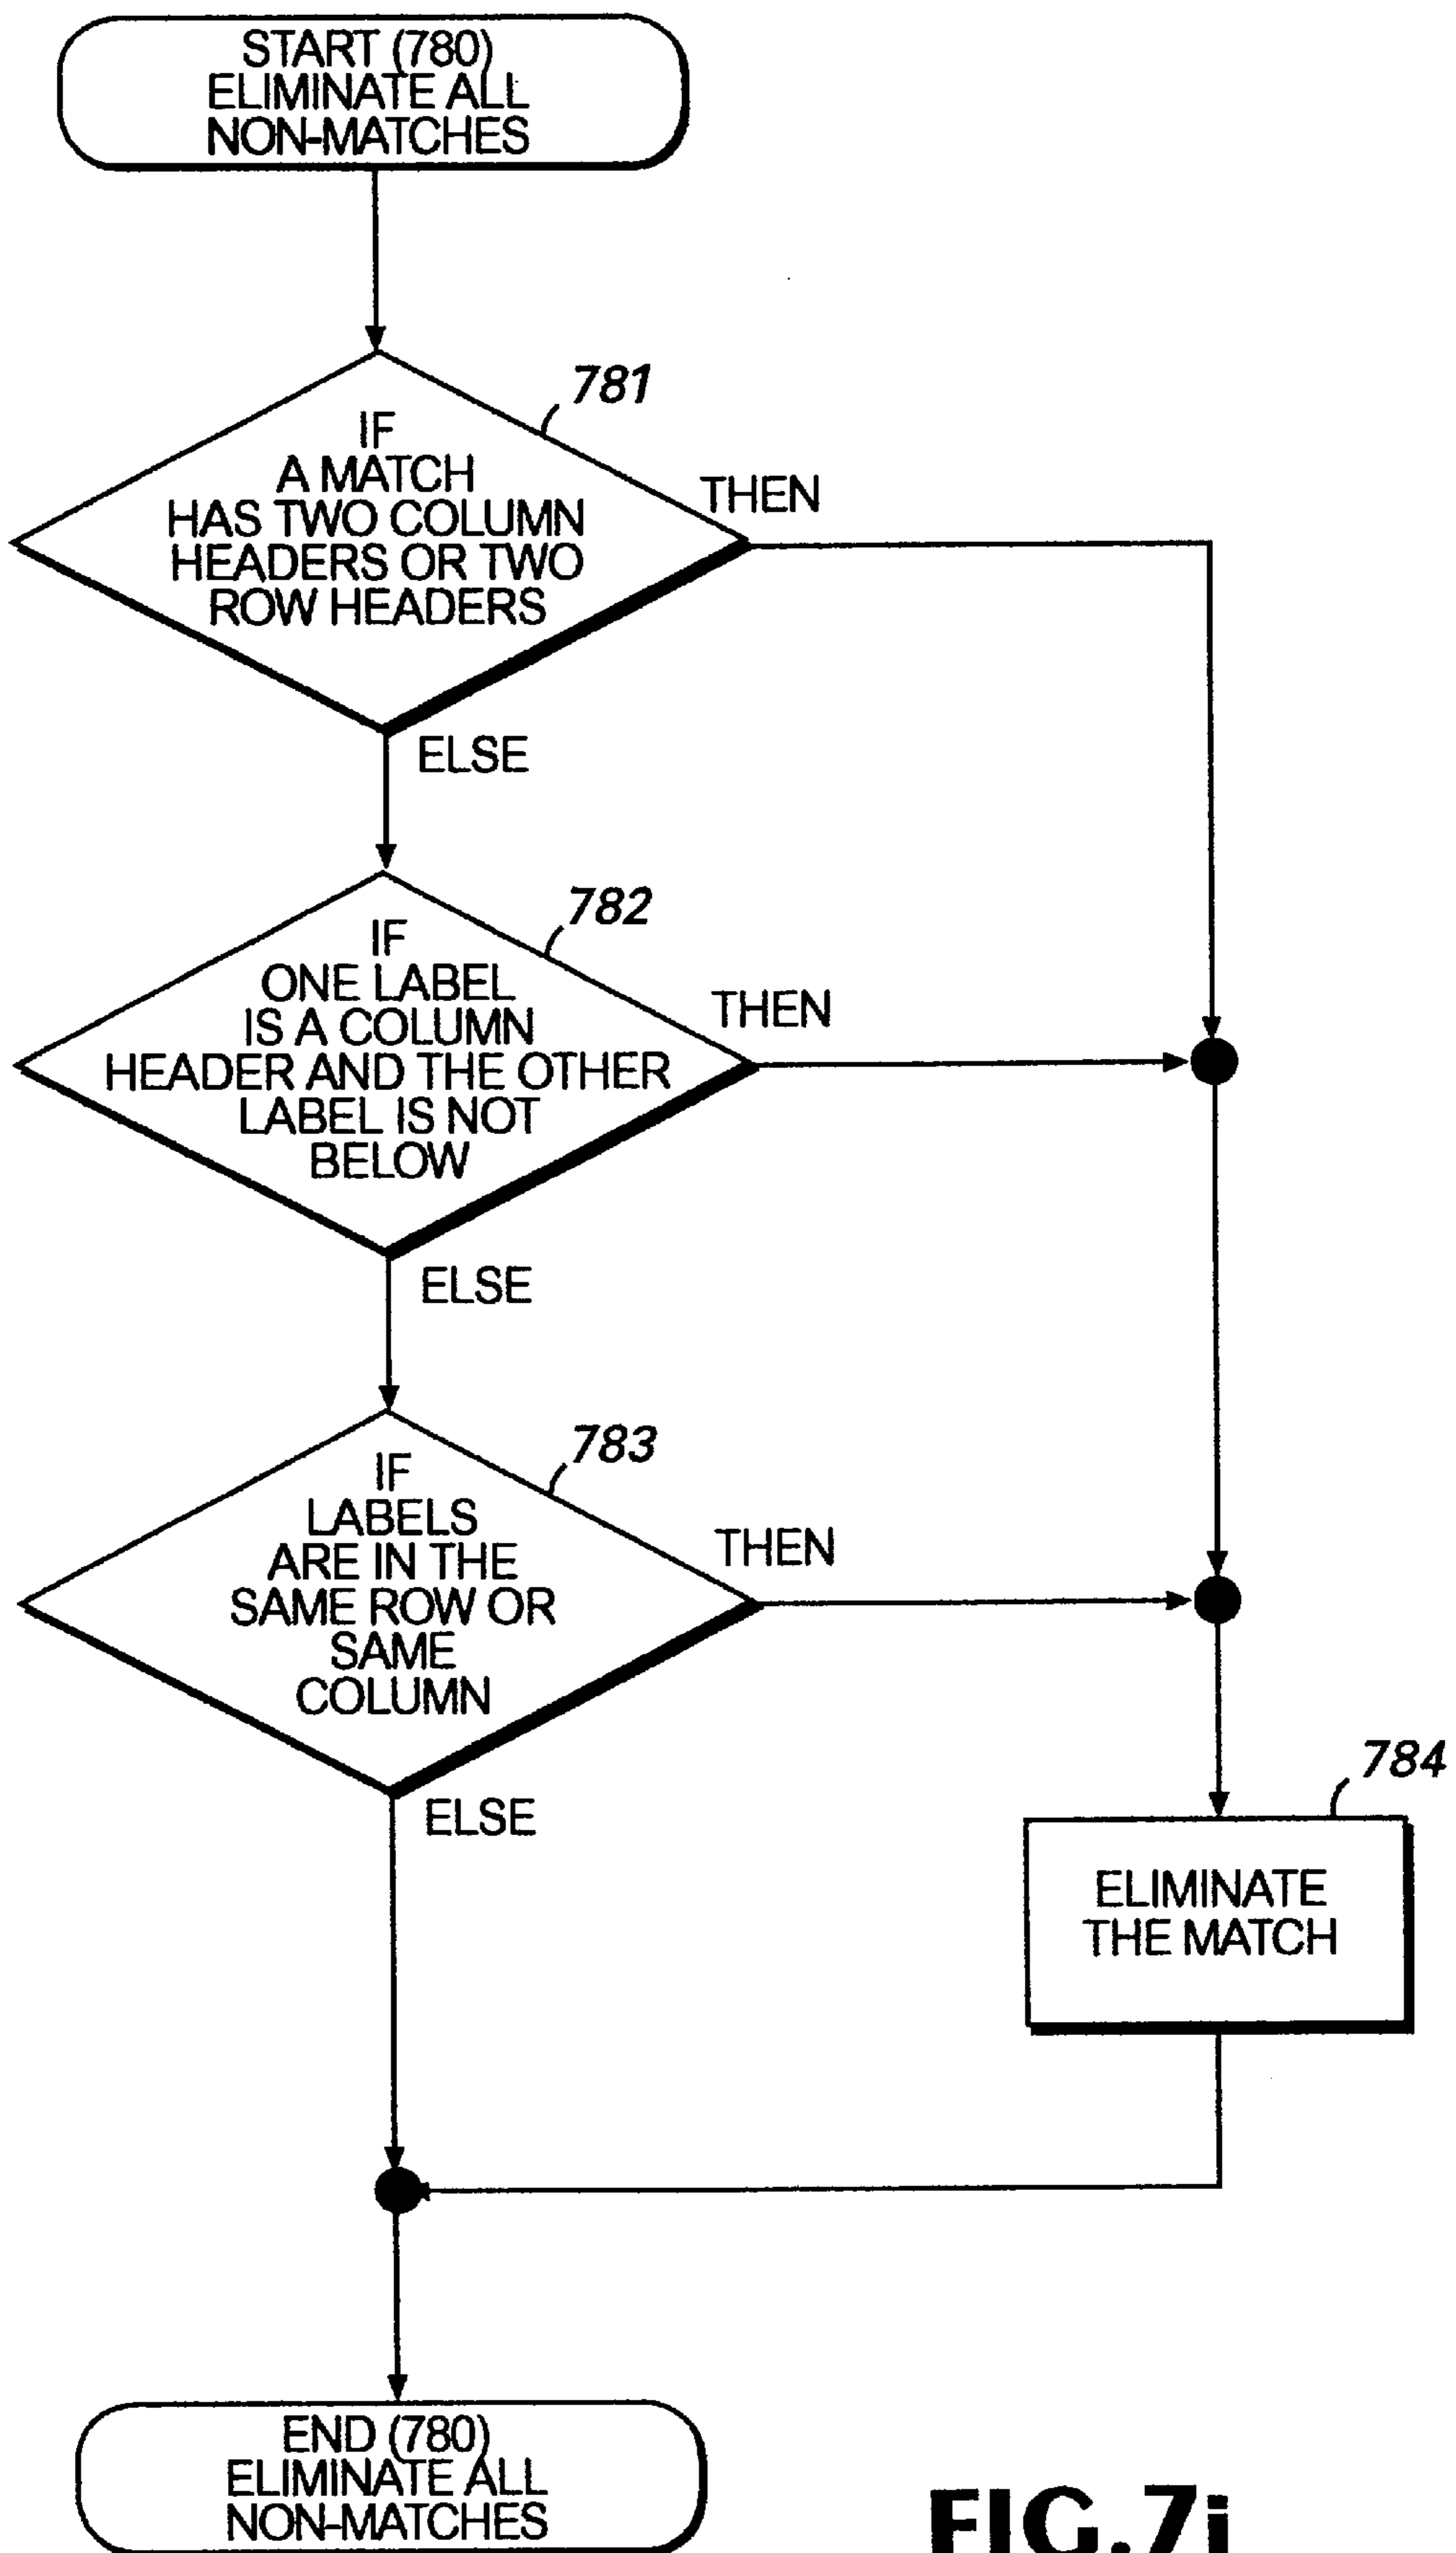 START (780)
ELIMINATE ALL
NON-MATCHES
781
IF
A MATCH
HAS TWO COLUMN
HEADERS OR TWO
ROW HEADERS
THEN
ELSE
782
IF
ONE LABEL
IS A COLUMN
HEADER AND THE OTHER
LABEL IS NOT
BELOW
THEN
ELSE
783
IF
LABELS
ARE IN THE
SAME ROW OR
SAME
COLUMN
THEN
ELSE
784
ELIMINATE
THE MATCH
END (780)
ELIMINATE ALL
NON-MATCHES
FIG.7i